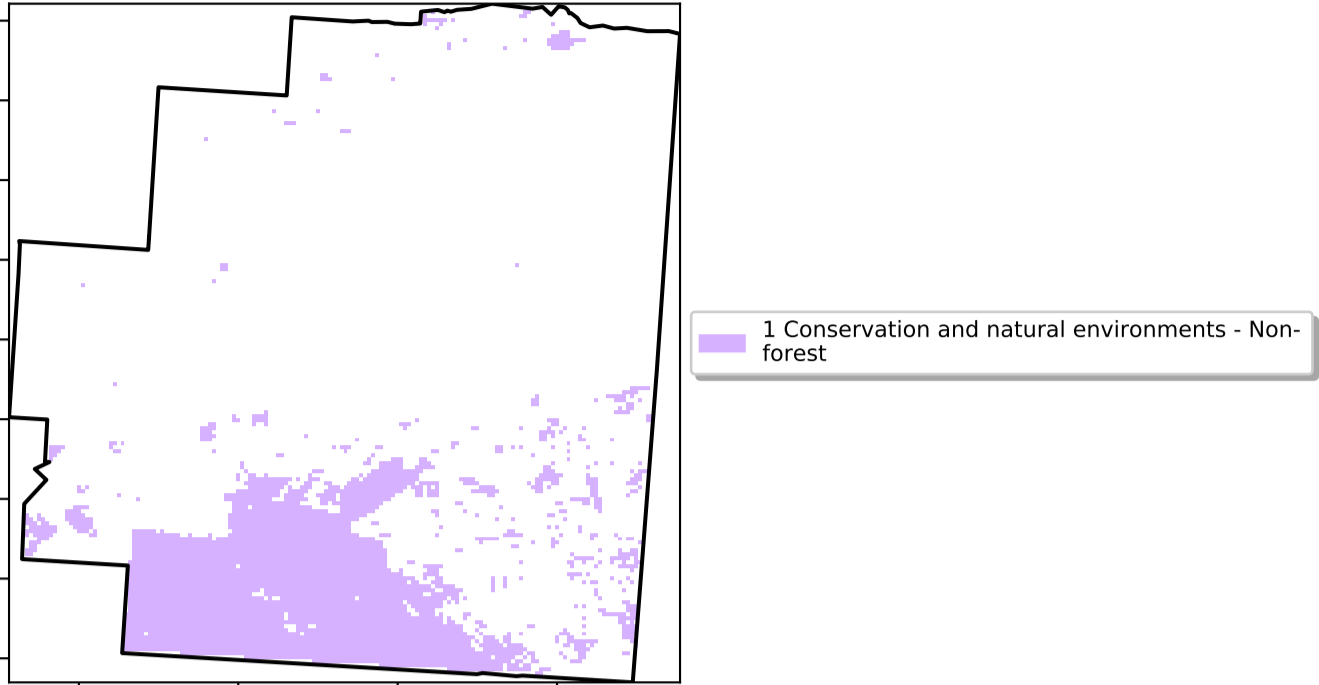 1 Conservation and natural environments - Non-
forest